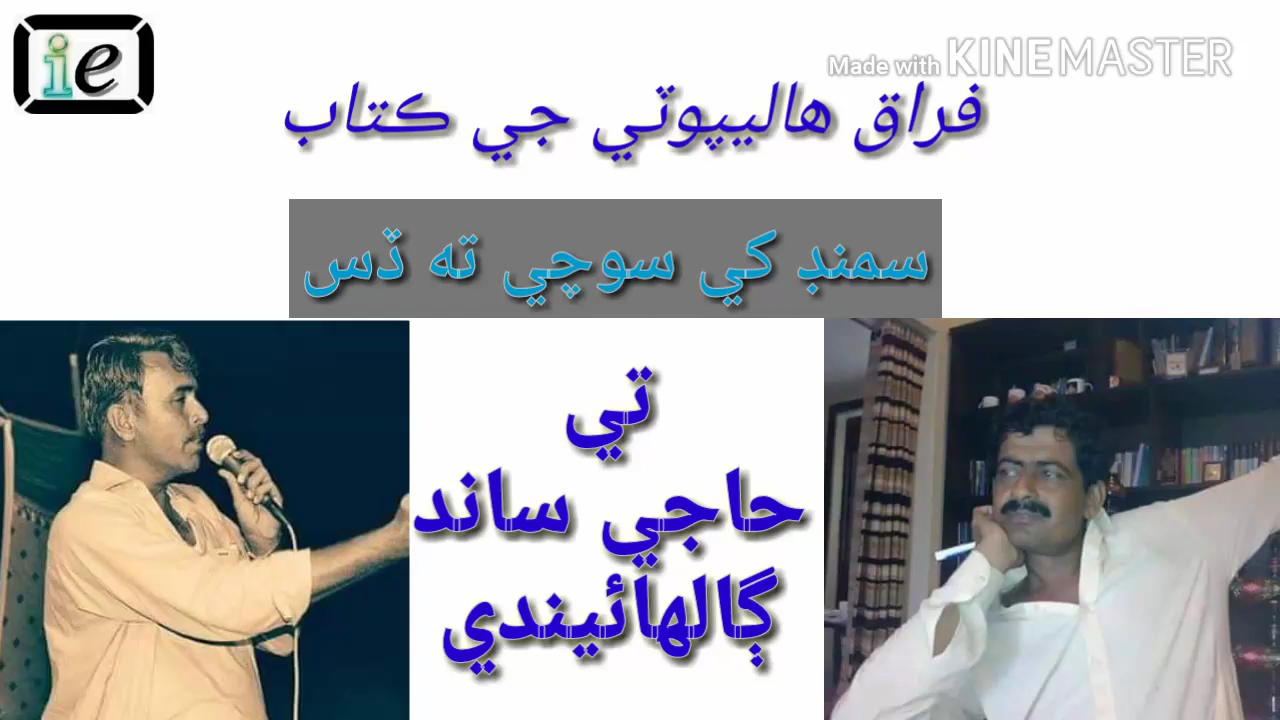 ie
Made with KINEMASTER
فراق هاليپوٽي جي ڪتاب
سمنڊ کي سوچي ته ڏس
تي
حاجي ساند
ڳالهائيندي